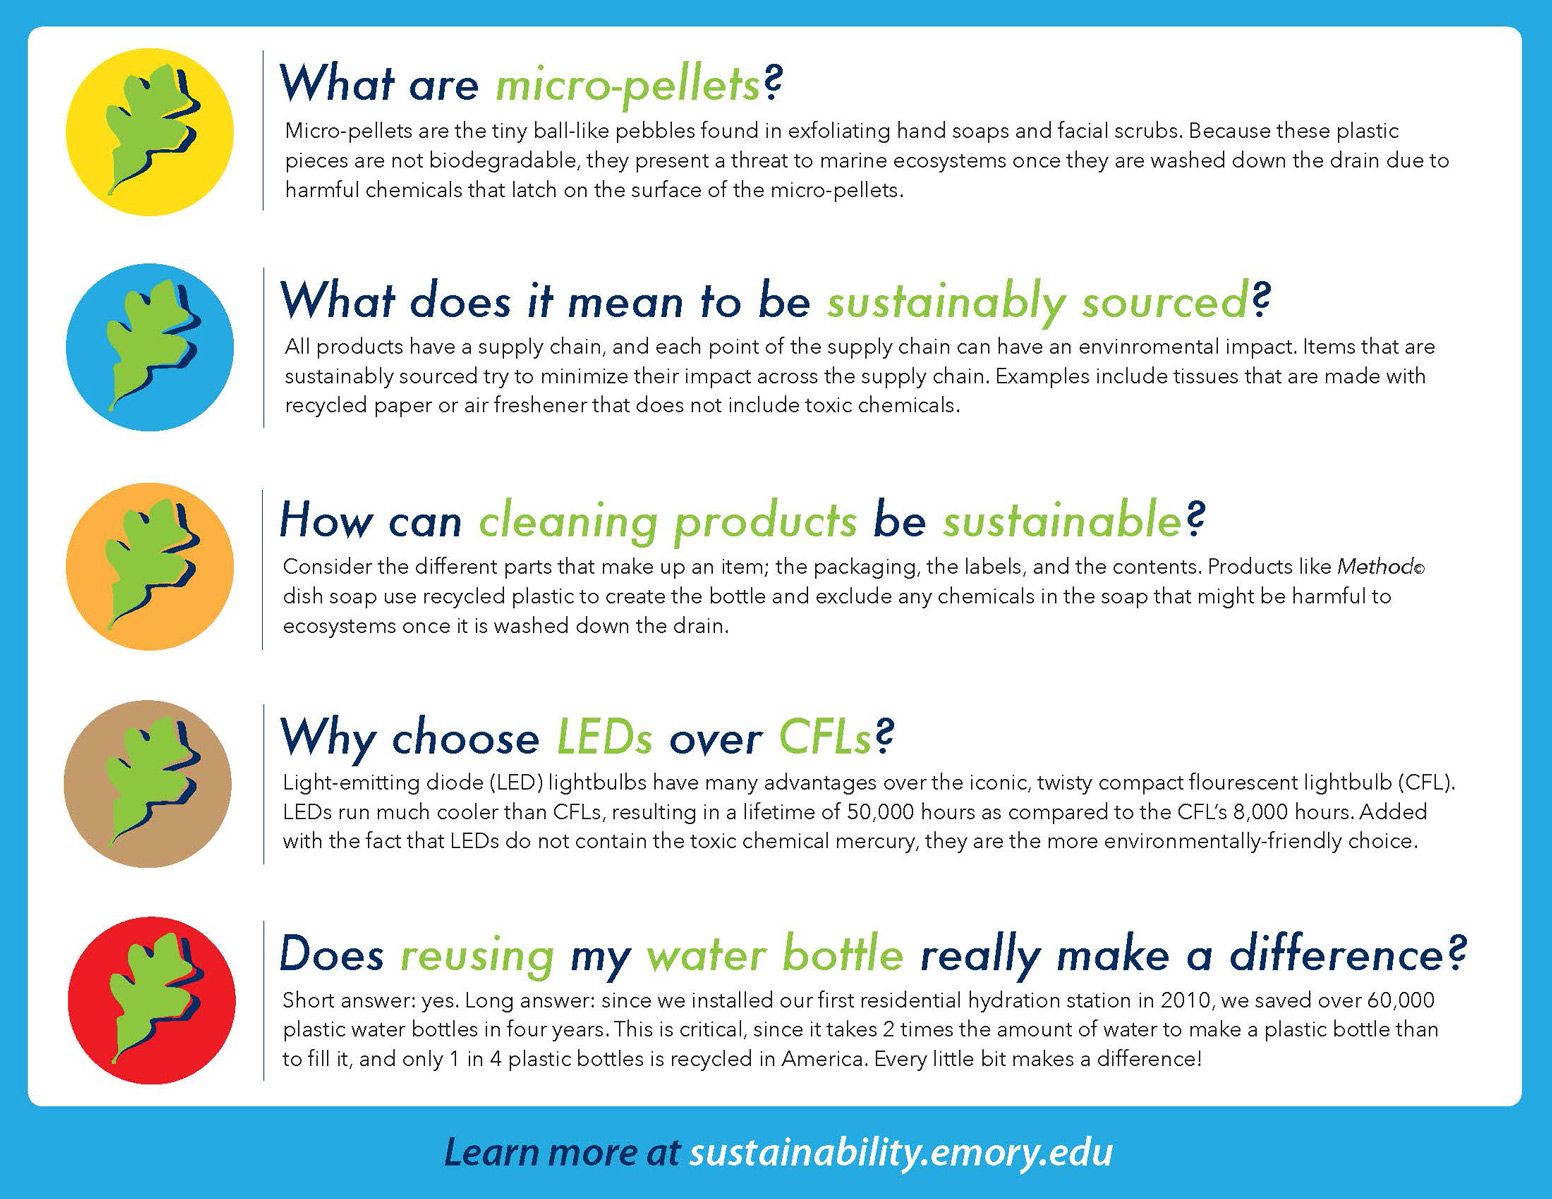 What are micro-pellets?
Micro-pellets are the tiny ball-like pebbles found in exfoliating hand soaps and facial scrubs. Because these plastic
pieces are not biodegradable, they present a threat to marine ecosystems once they are washed down the drain due to
harmful chemicals that latch on the surface of the micro-pellets.
What does it mean to be sustainably sourced?
All products have a supply chain, and each point of the supply chain can have an envinromental impact. Items that are
sustainably sourced try to minimize their impact across the supply chain. Examples include tissues that are made with
recycled paper or air freshener that does not include toxic chemicals.
How can cleaning products be sustainable?
Consider the different parts that make up an item; the packaging, the labels, and the contents. Products like Method©
dish soap use recycled plastic to create the bottle and exclude any chemicals in the soap that might be harmful to
ecosystems once it is washed down the drain.
Why choose LEDs over CFLs?
Light-emitting diode (LED) lightbulbs have many advantages over the iconic, twisty compact flourescent lightbulb (CFL).
LEDs run much cooler than CFLs, resulting in a lifetime of 50,000 hours as compared to the CFL's 8,000 hours. Added
with the fact that LEDs do not contain the toxic chemical mercury, they are the more environmentally-friendly choice.
Does reusing my water bottle really make a difference?
Short answer: yes. Long answer: since we installed our first residential hydration station in 2010, we saved over 60,000
plastic water bottles in four years. This is critical, since it takes 2 times the amount of water to make a plastic bottle than
to fill it, and only 1 in 4 plastic bottles is recycled in America. Every little bit makes a difference!
Learn more at sustainability.emory.edu